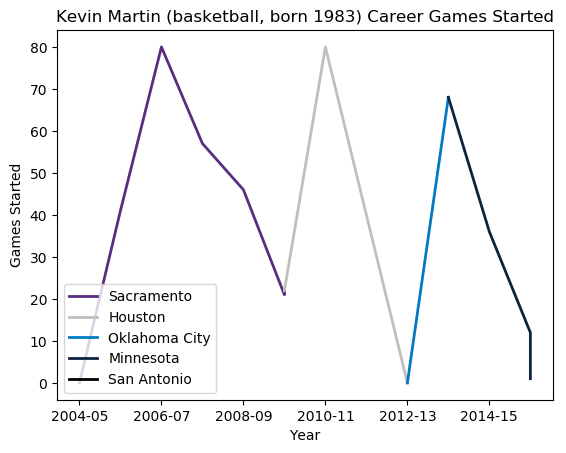 Kevin Martin (basketball, born 1983) Career Games Started
80
70
60
50
40
30
20
10
0
Games Started
Sacramento
Houston
Oklahoma City
Minnesota
San Antonio
2004-05 2006-07 2008-09 2010-11 2012-13 2014-15
Year